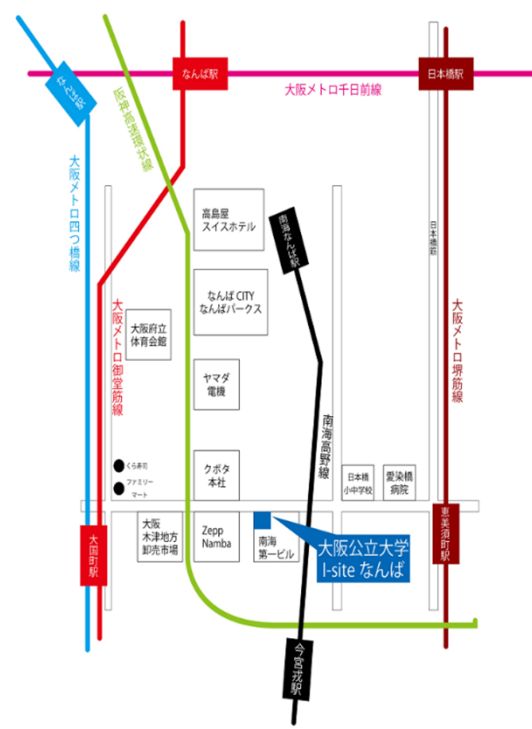 なんば駅
なんば駅
日本橋駅
大阪メトロ千日前線
阪神高速環状線
大阪メトロ四つ橋線
高島屋
スイスホテル
南海なんば駅
日本橋筋
なんば CITY
なんばパークス
大阪メトロ御堂筋線
大阪府立
体育会館
大阪メトロ堺筋線
ヤマダ
電機
南海高野線
くら寿司
ファミリー
マート
クボタ
本社
日本橋
小中学校
愛染橋
病院
大国町駅
大阪
木津地方
卸売市場
Zepp
Namba
南海
第一ビル
大阪公立大学
I-site なんば
恵美須町駅
今宮戎駅